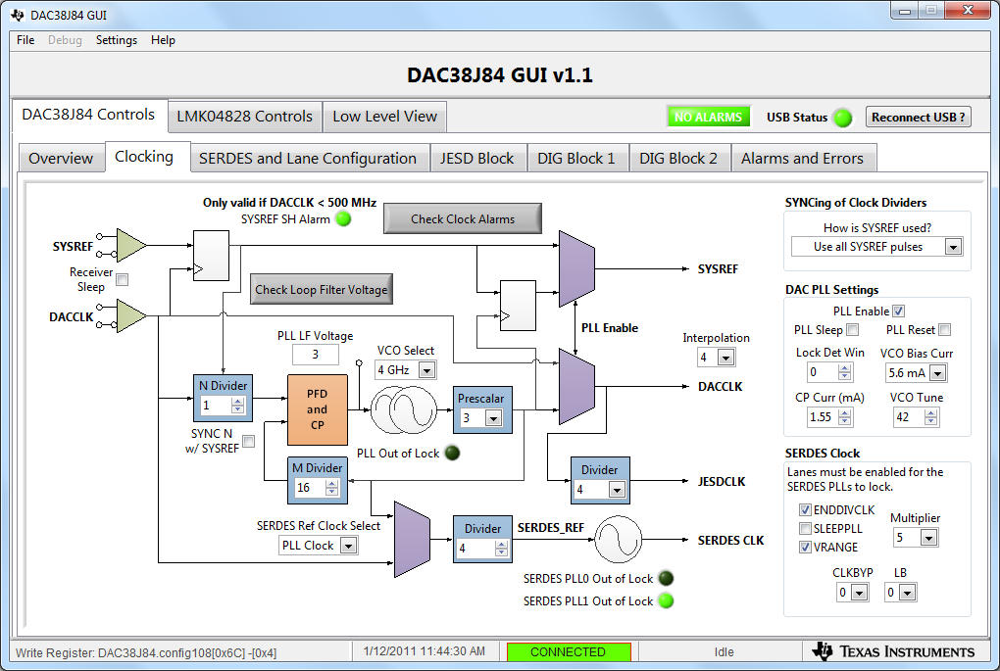 DAC38J84 GUI
File Debug Settings Help
DAC38J84 GUI v1.1
DAC38J84 Controls LMK04828 Controls Low Level View
NO ALARMS USB Status Reconnect USB ?
Overview Clocking SERDES and Lane Configuration JESD Block DIG Block 1 DIG Block 2 Alarms and Errors
Only valid if DACCLK < 500 MHz
SYSREF SH Alarm
Check Clock Alarms
SYSREF
Receiver
Sleep
DACCLK
Check Loop Filter Voltage
SYSREF
PLL Enable
PLL LF Voltage
3
VCO Select
4 GHz
Interpolation
4
N Divider
1
PFD
and
CP
Prescalar
3
DACCLK
SYNC N
w/ SYSREF
PLL Out of Lock
M Divider
16
Divider
4
JESDCLK
SERDES Ref Clock Select
PLL Clock
Divider
4
SERDES_REF
SERDES CLK
SERDES PLL0 Out of Lock
SERDES PLL1 Out of Lock
SYNCing of Clock Dividers
How is SYSREF used?
Use all SYSREF pulses
DAC PLL Settings
PLL Enable
PLL Sleep PLL Reset
Lock Det Win VCO Bias Curr
0 5.6 mA
CP Curr (mA) VCO Tune
1.55 42
SERDES Clock
Lanes must be enabled for the
SERDES PLLs to lock.
ENDDIVCLK
SLEEPPLL
VRANGE
Multiplier
5
CLKBYP LB
0 0
Write Register: DAC38J84.config108[0x6C] -[0x4] 1/12/2011 11:44:30 AM CONNECTED Idle TEXAS INSTRUMENTS